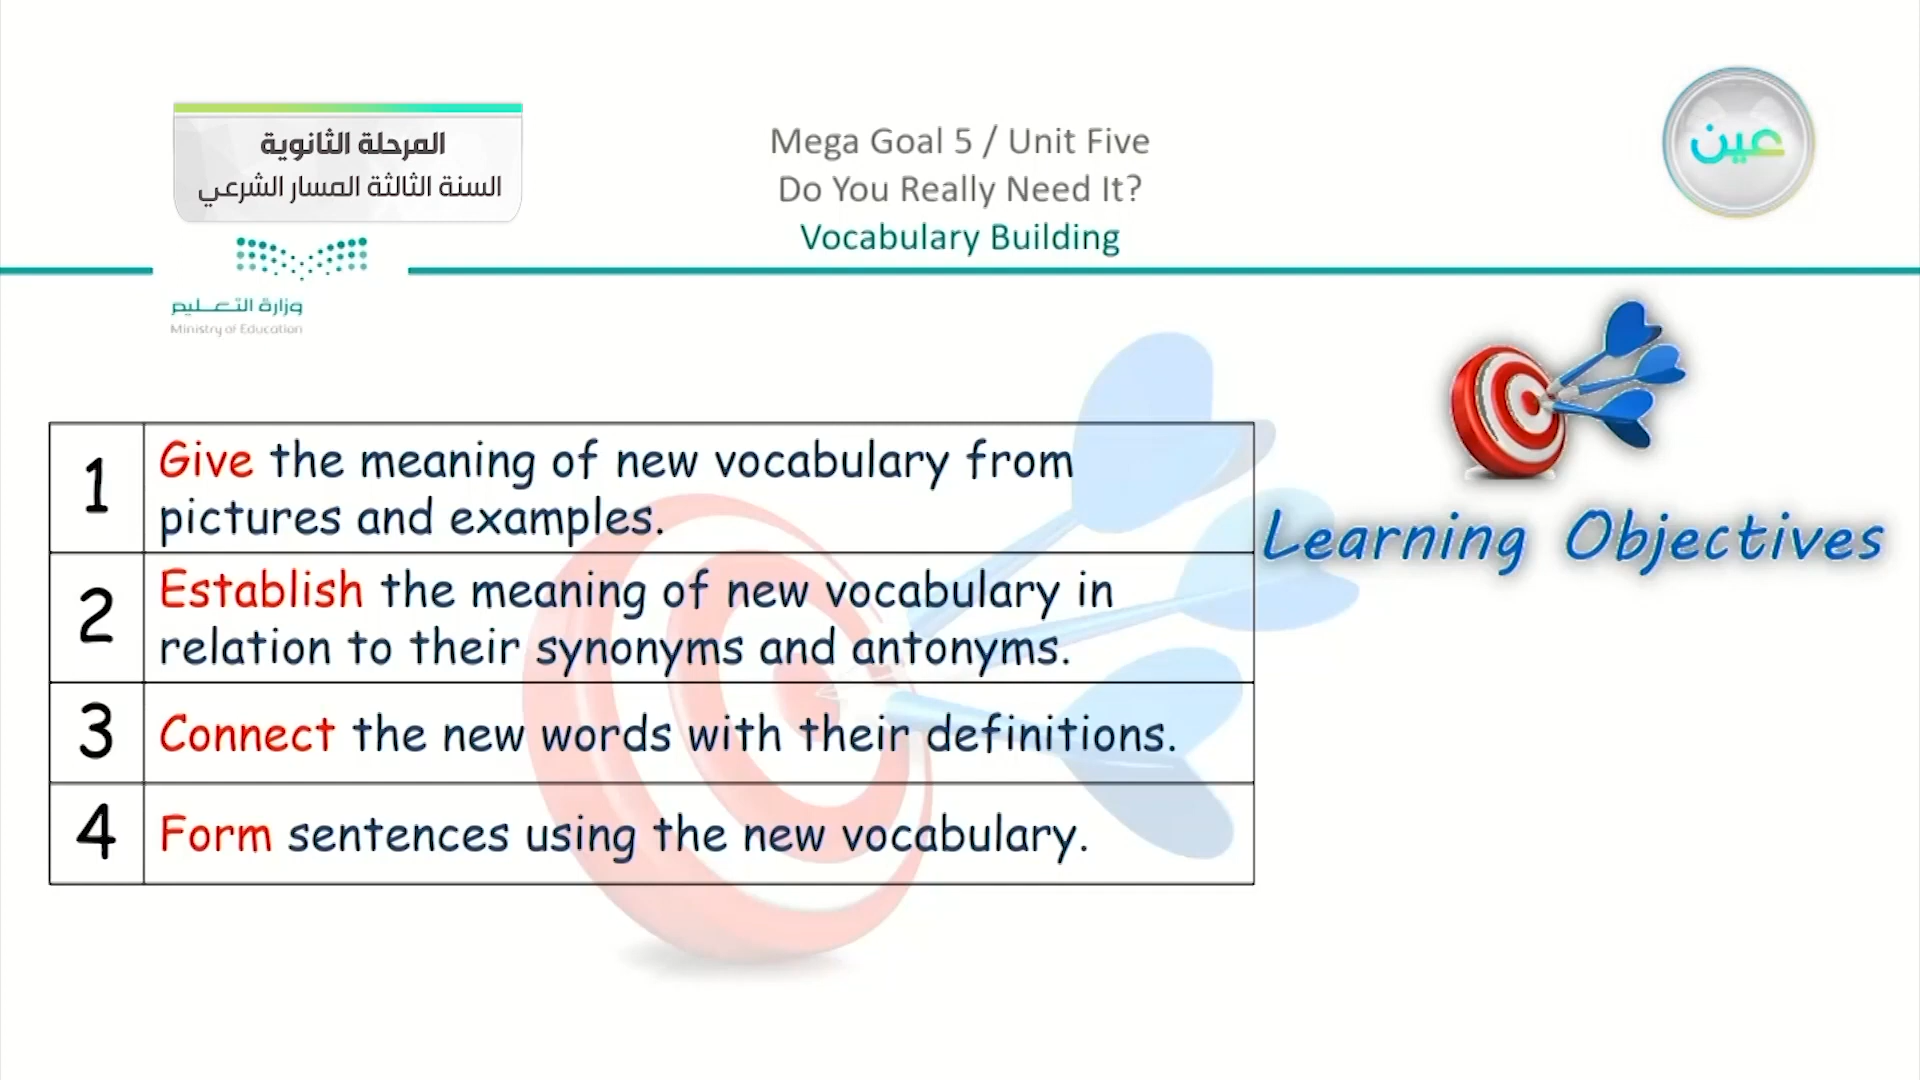 المرحلة الثانوية
السنة الثالثة المسار الشرعي
Mega Goal 5 / Unit Five
Do You Really Need It?
Vocabulary Building
عين
وزارة التعليم
Ministry of Education
Learning Objectives
1 Give the meaning of new vocabulary from
pictures and examples.
2 Establish the meaning of new vocabulary in
relation to their synonyms and antonyms.
3 Connect the new words with their definitions.
4 Form sentences using the new vocabulary.